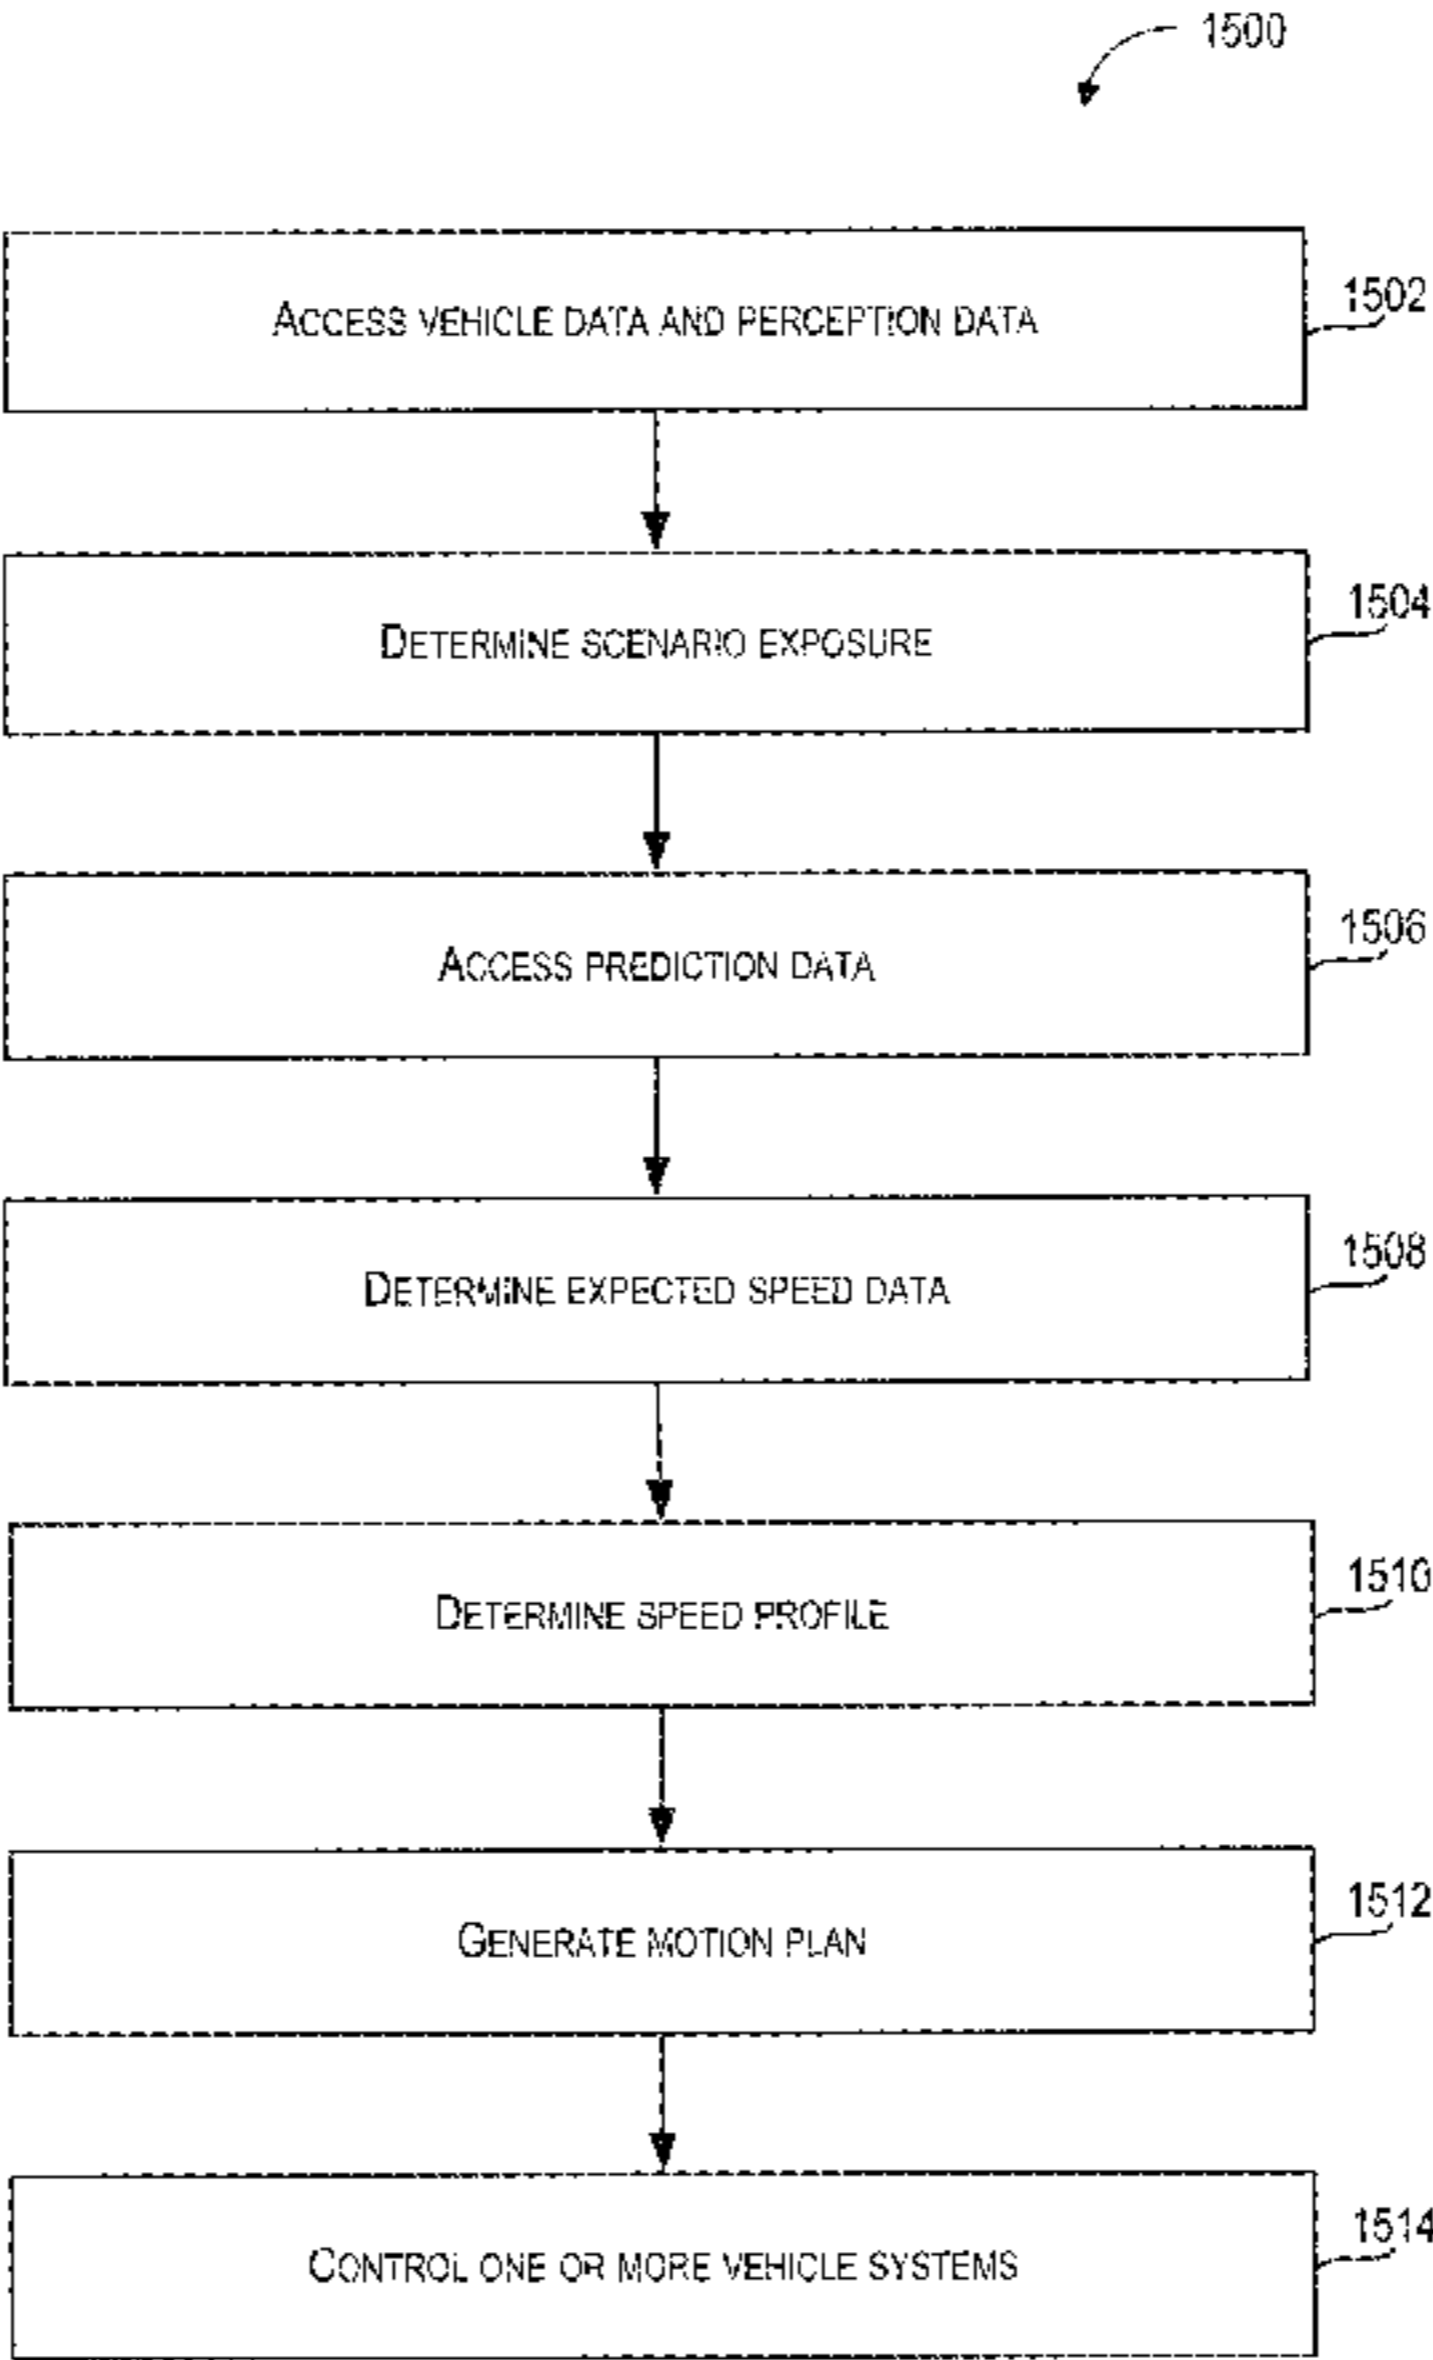 1500
ACCESS VEHICLE DATA AND PERCEPTION DATA
1502
DETERMINE SCENARIO EXPOSURE
1504
ACCESS PREDICTION DATA
1506
DETERMINE EXPECTED SPEED DATA
1508
DETERMINE SPEED PROFILE
1510
GENERATE MOTION PLAN
1512
CONTROL ONE OR MORE VEHICLE SYSTEMS
1514